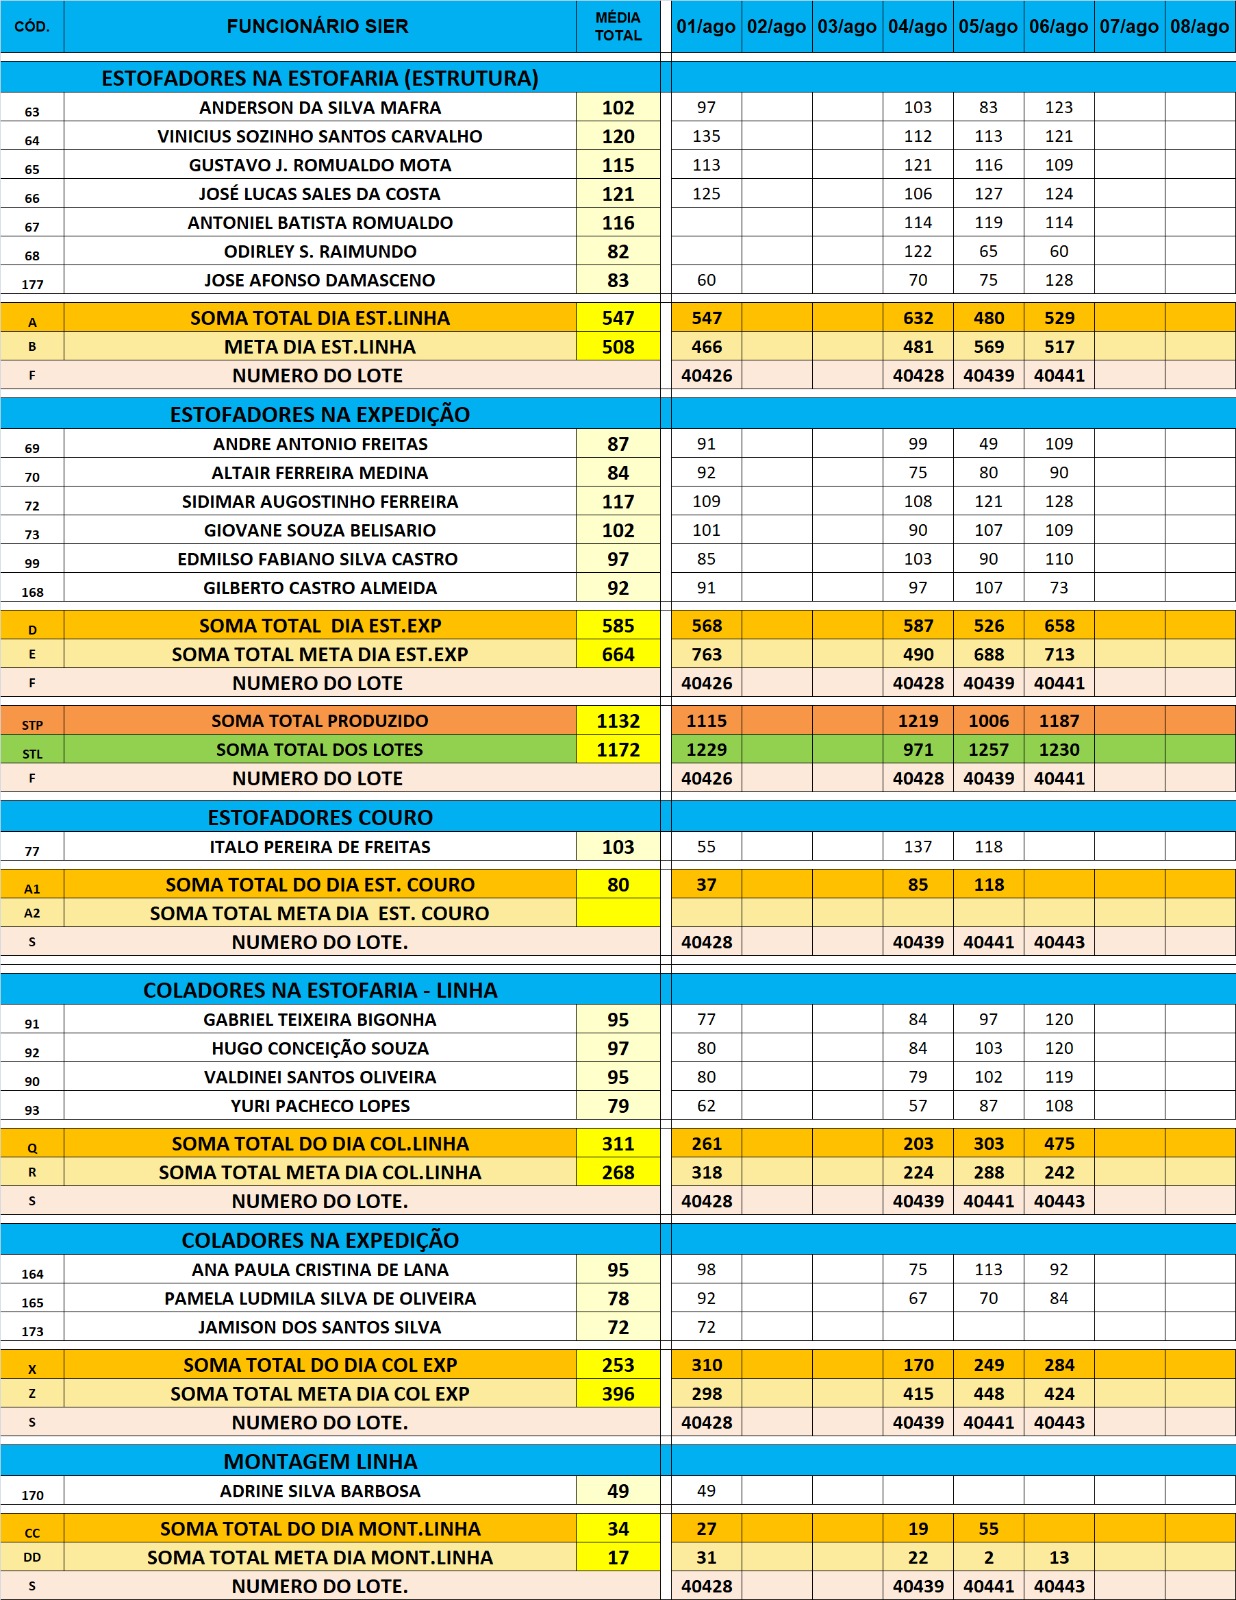 CÓD. FUNCIONÁRIO SIER MÉDIA TOTAL 01/ago 02/ago 03/ago 04/ago 05/ago 06/ago 07/ago 08/ago
ESTOFADORES NA ESTOFARIA (ESTRUTURA)
63 ANDERSON DA SILVA MAFRA 102 97 103 83 123
64 VINICIUS SOZINHO SANTOS CARVALHO 120 135 112 113 121
65 GUSTAVO J. ROMUALDO MOTA 115 113 121 116 109
66 JOSÉ LUCAS SALES DA COSTA 121 125 106 127 124
67 ANTONIEL BATISTA ROMUALDO 116 114 119 114
68 ODIRLEY S. RAIMUNDO 82 122 65 60
177 JOSE AFONSO DAMASCENO 83 60 70 75 128
A SOMA TOTAL DIA EST.LINHA 547 547 632 480 529
B META DIA EST.LINHA 508 466 481 569 517
F NUMERO DO LOTE 40426 40428 40439 40441
ESTOFADORES NA EXPEDIÇÃO
69 ANDRE ANTONIO FREITAS 87 91 99 49 109
70 ALTAIR FERREIRA MEDINA 84 92 75 80 90
72 SIDIMAR AUGOSTINHO FERREIRA 117 109 108 121 128
73 GIOVANE SOUZA BELISARIO 102 101 90 107 109
99 EDMILSO FABIANO SILVA CASTRO 97 85 103 90 110
168 GILBERTO CASTRO ALMEIDA 92 91 97 107 73
D SOMA TOTAL DIA EST.EXP 585 568 587 526 658
E SOMA TOTAL META DIA EST.EXP 664 763 490 688 713
F NUMERO DO LOTE 40426 40428 40439 40441
STP SOMA TOTAL PRODUZIDO 1132 1115 1219 1006 1187
STL SOMA TOTAL DOS LOTES 1172 1229 971 1257 1230
F NUMERO DO LOTE 40426 40428 40439 40441
ESTOFADORES COURO
77 ITALO PEREIRA DE FREITAS 103 55 137 118
A1 SOMA TOTAL DO DIA EST. COURO 80 37 85 118
A2 SOMA TOTAL META DIA EST. COURO
S NUMERO DO LOTE. 40428 40439 40441 40443
COLADORES NA ESTOFARIA - LINHA
91 GABRIEL TEIXEIRA BIGONHA 95 77 84 97 120
92 HUGO CONCEIÇÃO SOUZA 97 80 84 103 120
90 VALDINEI SANTOS OLIVEIRA 95 80 79 102 119
93 YURI PACHECO LOPES 79 62 57 87 108
Q SOMA TOTAL DO DIA COL.LINHA 311 261 203 303 475
R SOMA TOTAL META DIA COL.LINHA 268 318 224 288 242
S NUMERO DO LOTE. 40428 40439 40441 40443
COLADORES NA EXPEDIÇÃO
164 ANA PAULA CRISTINA DE LANA 95 98 75 113 92
165 PAMELA LUDMILA SILVA DE OLIVEIRA 78 92 67 70 84
173 JAMISON DOS SANTOS SILVA 72 72
X SOMA TOTAL DO DIA COL EXP 253 310 170 249 284
Z SOMA TOTAL META DIA COL EXP 396 298 415 448 424
S NUMERO DO LOTE. 40428 40439 40441 40443
MONTAGEM LINHA
170 ADRINE SILVA BARBOSA 49 49
CC SOMA TOTAL DO DIA MONT.LINHA 34 27 19 55
DD SOMA TOTAL META DIA MONT.LINHA 17 31 22 2 13
S NUMERO DO LOTE. 40428 40439 40441 40443